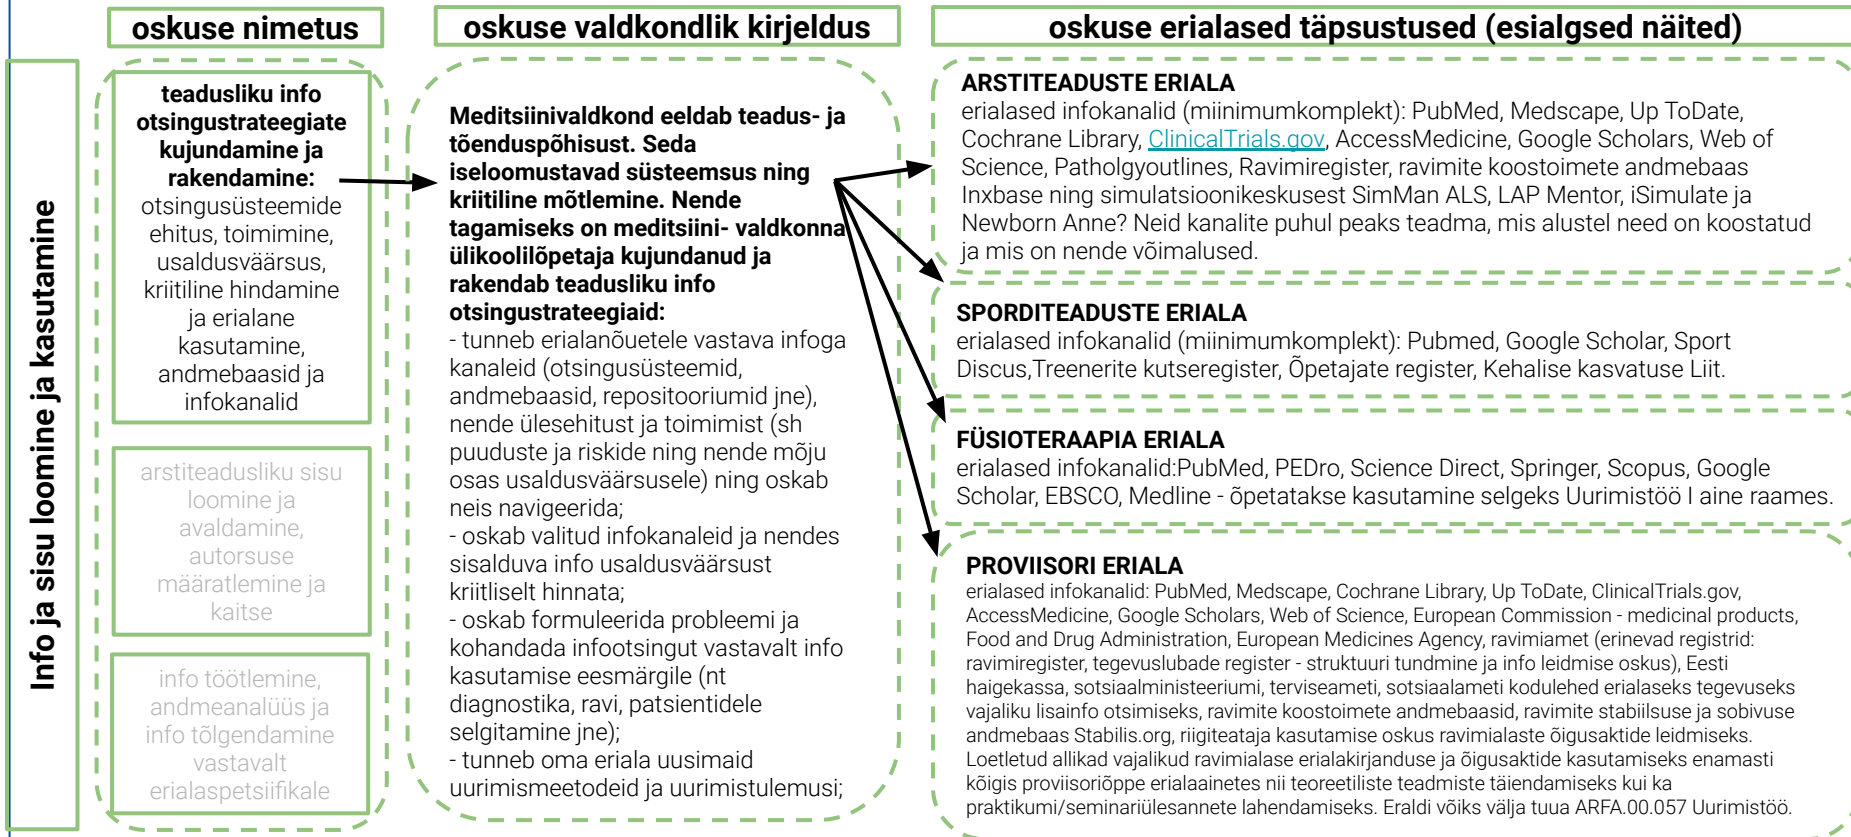 oskuse nimetus
oskuse valdkondlik kirjeldus
oskuse erialased täpsustused (esialgsed näited)
Info ja sisu loomine ja kasutamine
teadusliku info
otsingustrateegiate
kujundamine ja
rakendamine:
otsingusüsteemide
ehitus, toimimine,
usaldusväärsus,
kriitiline hindamine
ja erialane
kasutamine,
andmebaasid ja
infokanalid
arstiteadusliku sisu
loomine ja
avaldamine,
autorsuse
määratlemine ja
kaitse
info töötlemine,
andmeanalüüs ja
info tõlgendamine
vastavalt
erialaspetsiifikale
Meditsiinivaldkond eeldab teadus- ja
tõenduspõhisust. Seda
iseloomustavad süsteemsus ning
kriitiline mõtlemine. Nende
tagamiseks on meditsiini- valdkonna
ülikoolilõpetaja kujundanud ja
rakendab teadusliku info
otsingustrateegiaid:
- tunneb erialanõuetele vastava infoga
kanaleid (otsingusüsteemid,
andmebaasid, repositooriumid jne),
nende ülesehitust ja toimimist (sh
puuduste ja riskide ning nende mõju
osas usaldusväärsusele) ning oskab
neis navigeerida;
- oskab valitud infokanaleid ja nendes
sisalduva info usaldusväärsust
kriitliselt hinnata;
- oskab formuleerida probleemi ja
kohandada infootsingut vastavalt info
kasutamise eesmärgile (nt
diagnostika, ravi, patsientidele
selgitamine jne);
- tunneb oma eriala uusimaid
uurimismeetodeid ja uurimistulemusi;
ARSTITEADUSTE ERIALA
erialased infokanalid (miinimumkomplekt): PubMed, Medscape, Up ToDate,
Cochrane Library, ClinicalTrials.gov, AccessMedicine, Google Scholars, Web of
Science, Patholgyoutlines, Ravimiregister, ravimite koostoimete andmebaas
Inxbase ning simulatsioonikeskusest SimMan ALS, LAP Mentor, iSimulate ja
Newborn Anne? Neid kanalite puhul peaks teadma, mis alustel need on koostatud
ja mis on nende võimalused.
SPORDITEADUSTE ERIALA
erialased infokanalid (miinimumkomplekt): Pubmed, Google Scholar, Sport
Discus,Treenerite kutseregister, Õpetajate register, Kehalise kasvatuse Liit.
FÜSIOTERAAPIA ERIALA
erialased infokanalid:PubMed, PEDro, Science Direct, Springer, Scopus, Google
Scholar, EBSCO, Medline - õpetatakse kasutamine selgeks Uurimistöö I aine raames.
PROVIISORI ERIALA
erialased infokanalid: PubMed, Medscape, Cochrane Library, Up ToDate, ClinicalTrials.gov,
AccessMedicine, Google Scholars, Web of Science, European Commission - medicinal products,
Food and Drug Administration, European Medicines Agency, ravimiamet (erinevad registrid:
ravimiregister, tegevuslubade register - struktuuri tundmine ja info leidmise oskus), Eesti
haigekassa, sotsiaalministeeriumi, terviseameti, sotsiaalameti kodulehed erialaseks tegevuseks
vajaliku lisainfo otsimiseks, ravimite koostoimete andmebaasid, ravimite stabiilsuse ja sobivuse
andmebaas Stabilis.org, riigiteataja kasutamise oskus ravimialaste õigusaktide leidmiseks.
Loetletud allikad vajalikud ravimialase erialakirjanduse ja õigusaktide kasutamiseks enamasti
kõigis proviisoriõppe erialaainetes nii teoreetiliste teadmiste täiendamiseks kui ka
praktikumi/seminariülesannete lahendamiseks. Eraldi võiks välja tuua ARFA.00.057 Uurimistöö.